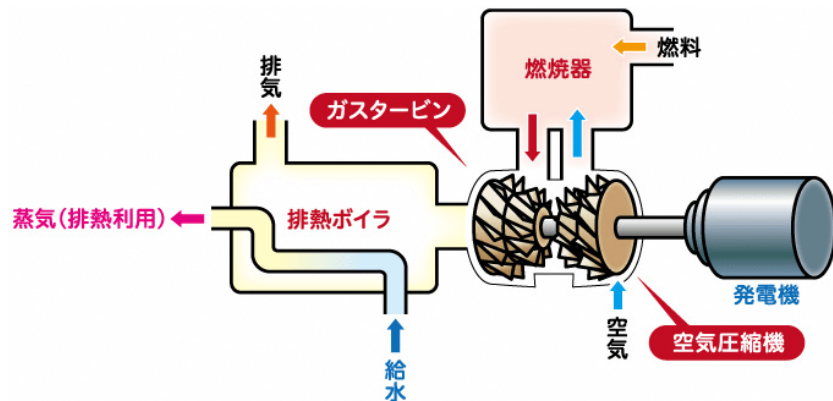 燃料
燃焼器
排気
ガスタービン
蒸気(排熱利用)
排熱ボイラ
発電機
空気
空気圧縮機
給水